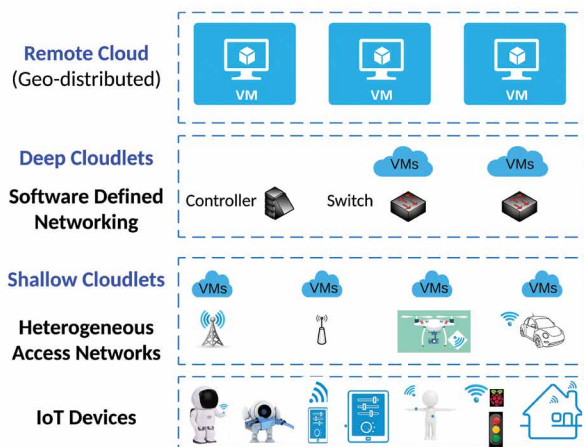 Remote Cloud
(Geo-distributed)
VM
VM
VM
Deep Cloudlets
Software Defined
Networking
Controller
Switch
VMs
VMs
Shallow Cloudlets
Heterogeneous
Access Networks
VMs
VMs
VMs
VMs
IoT Devices